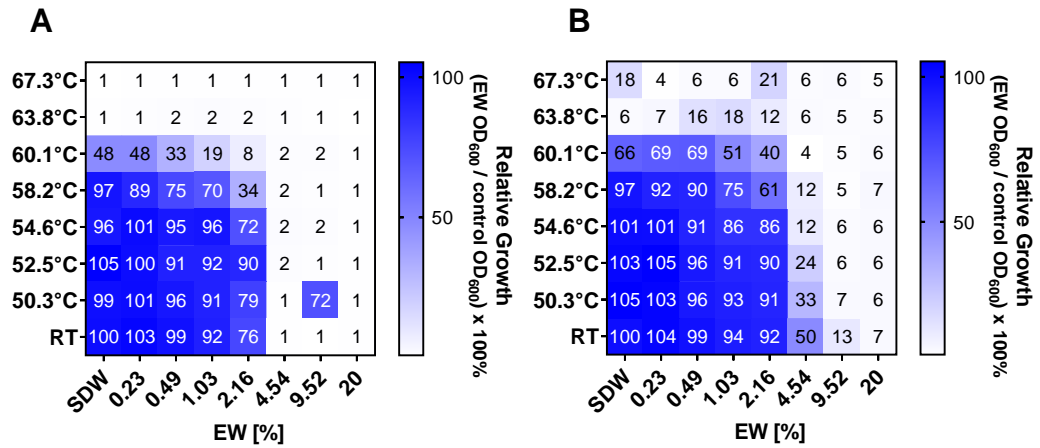 A
67.3°C 1 1 1 1 1 1 1 1
63.8°C 1 1 2 2 2 1 1 1
60.1°C 48 48 33 19 8 2 2 1
58.2°C 97 89 75 70 34 2 1 1
54.6°C 96 101 95 96 72 2 2 1
52.5°C 105 100 91 92 90 2 1 1
50.3°C 99 101 96 91 79 1 72 1
RT 100 103 99 92 76 1 1 1
SDW 0.23 0.49 1.03 2.16 4.54 9.52 20
EW [%]
100
50
Relative Growth
(EW OD600 / control OD600) x 100%
B
67.3°C 18 4 6 6 21 6 6 5
63.8°C 6 7 16 18 12 6 5 5
60.1°C 66 69 69 51 40 4 5 6
58.2°C 97 92 90 75 61 12 5 7
54.6°C 101 101 91 86 86 12 6 6
52.5°C 103 105 96 91 90 24 6 6
50.3°C 105 103 96 93 91 33 7 6
RT 100 104 99 94 92 50 13 7
SDW 0.23 0.49 1.03 2.16 4.54 9.52 20
EW [%]
100
50
Relative Growth
(EW OD600 / control OD600) x 100%